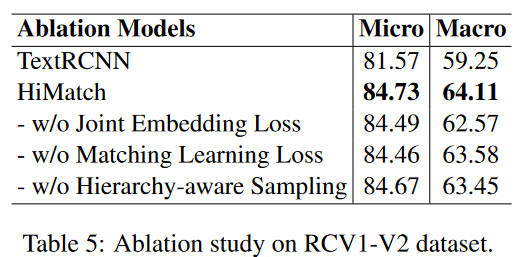 Ablation Models Micro Macro
TextRCNN 81.57 59.25
HiMatch 84.73 64.11
- w/o Joint Embedding Loss 84.49 62.57
- w/o Matching Learning Loss 84.46 63.58
- w/o Hierarchy-aware Sampling 84.67 63.45
Table 5: Ablation study on RCV1-V2 dataset.